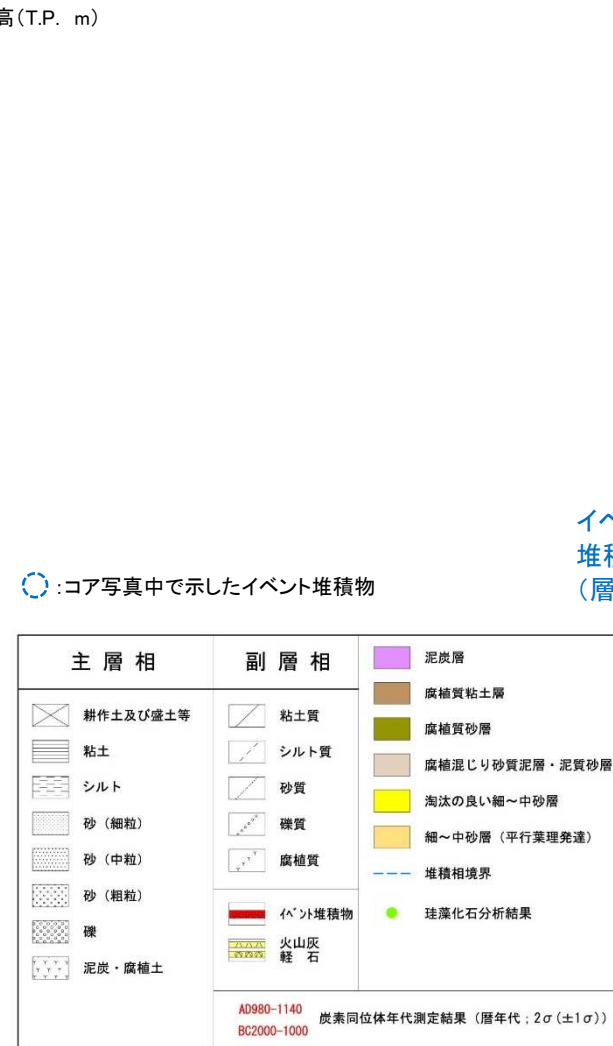 高(T.P. m)
イベ
堆積
(層
:コア写真中で示したイベント堆積物
主層相
耕作土及び盛土等
粘土
シルト
砂（細粒）
砂（中粒）
砂（粗粒）
礫
泥炭・腐植土
副層相
粘土質
シルト質
砂質
礫質
腐植質
イベント堆積物
火山灰
軽石
泥炭層
腐植質粘土層
腐植質砂層
腐植混じり砂質泥層・泥質砂層
淘汰の良い細～中砂層
細～中砂層（平行葉理発達）
堆積相境界
珪藻化石分析結果
AD980-1140
BC2000-1000
炭素同位体年代測定結果（暦年代；2σ(±1σ)）